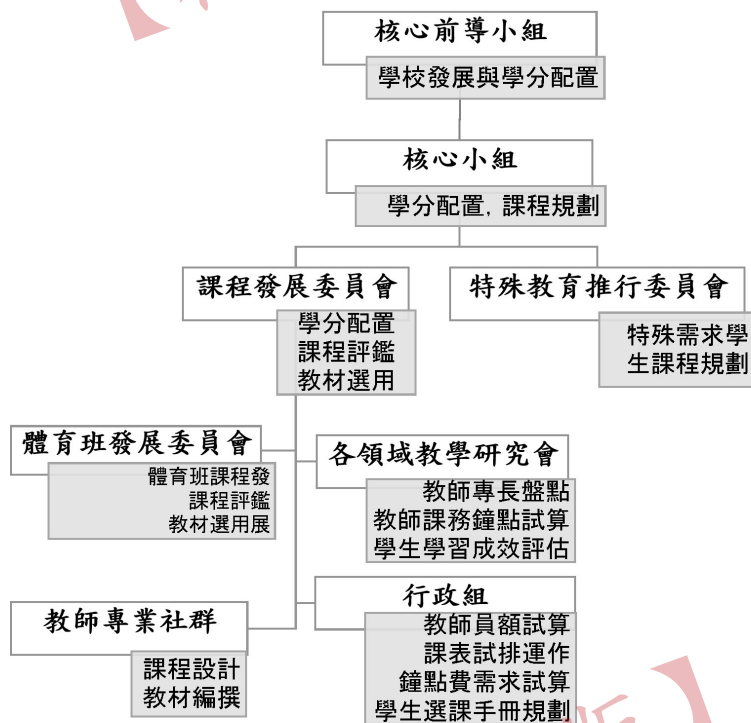 核心前導小組
學校發展與學分配置
核心小組
學分配置, 課程規劃
課程發展委員會
學分配置
課程評鑑
教材選用
特殊教育推行委員會
特殊需求學
生課程規劃
體育班發展委員會
體育班課程發
課程評鑑
教材選用展
各領域教學研究會
教師專長盤點
教師課務鐘點試算
學生學習成效評估
教師專業社群
課程設計
教材編撰
行政組
教師員額試算
課表試排運作
鐘點費需求試算
學生選課手冊規劃